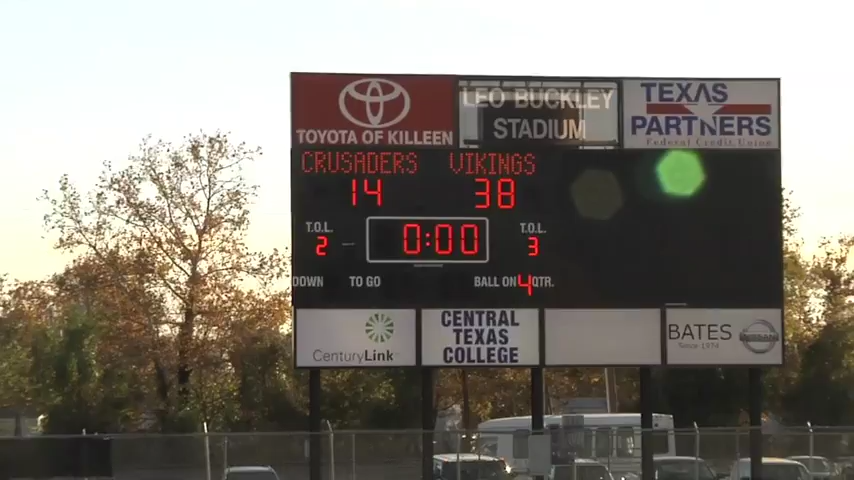 TOYOTA OF KILLEEN
LEO BUCKLEY
STADIUM
TEXAS
PARTNERS
Federal Credit Union
CRUSADERS VIKINGS
14 38
T.O.L. T.O.L.
2 0:00 3
DOWN TO GO BALL ON 4 QTR.
CenturyLink
CENTRAL
TEXAS
COLLEGE
BATES
Since 1974
NISSAN